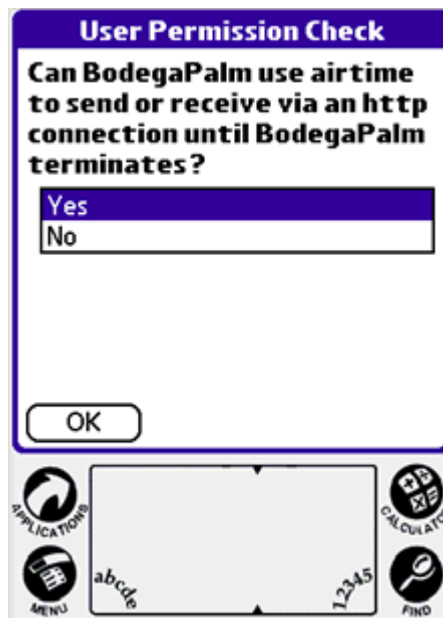 User Permission Check
Can BodegaPalm use airtime
to send or receive via an http
connection until BodegaPalm
terminates?
Yes
No
OK
APPLICATIONS
CALCULATOR
MENU
abcde
12345
FIND